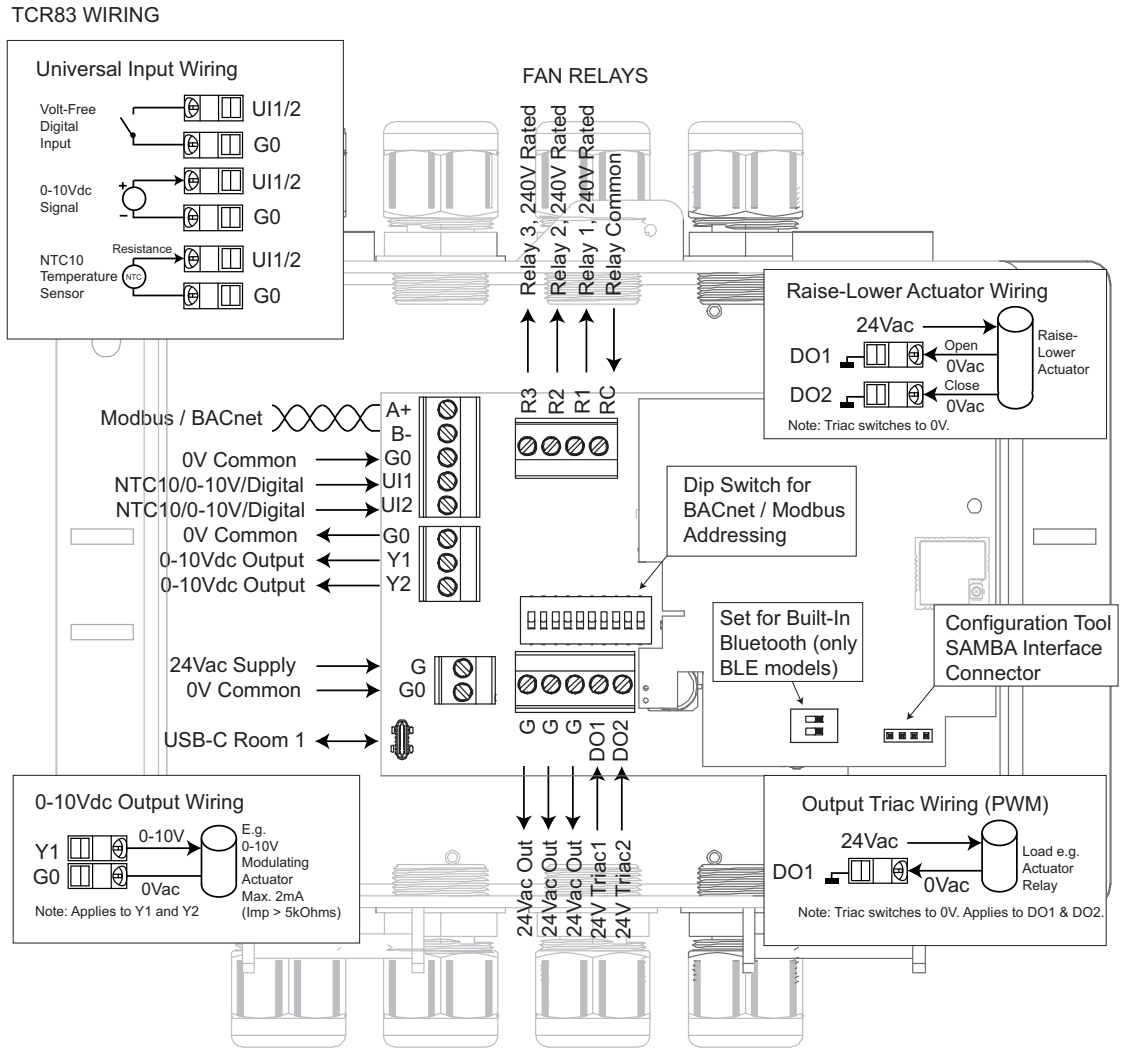 TCR83 WIRING
Universal Input Wiring
Volt-Free
Digital
Input
UI1/2
G0
0-10Vdc
Signal
+
–
UI1/2
G0
NTC10
Temperature
Sensor
Resistance
NTC
UI1/2
G0
FAN RELAYS
Relay 3, 240V Rated
Relay 2, 240V Rated
Relay 1, 240V Rated
Relay Common
R3
R2
R1
RC
Raise-Lower Actuator Wiring
24Vac
DO1
Open
0Vac
DO2
Close
0Vac
Raise-
Lower
Actuator
Note: Triac switches to 0V.
Modbus / BACnet
A+
B-
0V Common
G0
NTC10/0-10V/Digital
UI1
NTC10/0-10V/Digital
UI2
0V Common
G0
0-10Vdc Output
Y1
0-10Vdc Output
Y2
Dip Switch for
BACnet / Modbus
Addressing
Set for Built-In
Bluetooth (only
BLE models)
Configuration Tool
SAMBA Interface
Connector
24Vac Supply
G
0V Common
G0
USB-C Room 1
G
G
G
DO1
DO2
24Vac Out
24Vac Out
24Vac Out
24V Triac1
24V Triac2
0-10Vdc Output Wiring
Y1
0-10V
G0
0Vac
E.g.
0-10V
Modulating
Actuator
Max. 2mA
(Imp > 5kOhms)
Note: Applies to Y1 and Y2
Output Triac Wiring (PWM)
24Vac
DO1
0Vac
Load e.g.
Actuator
Relay
Note: Triac switches to 0V. Applies to DO1 & DO2.